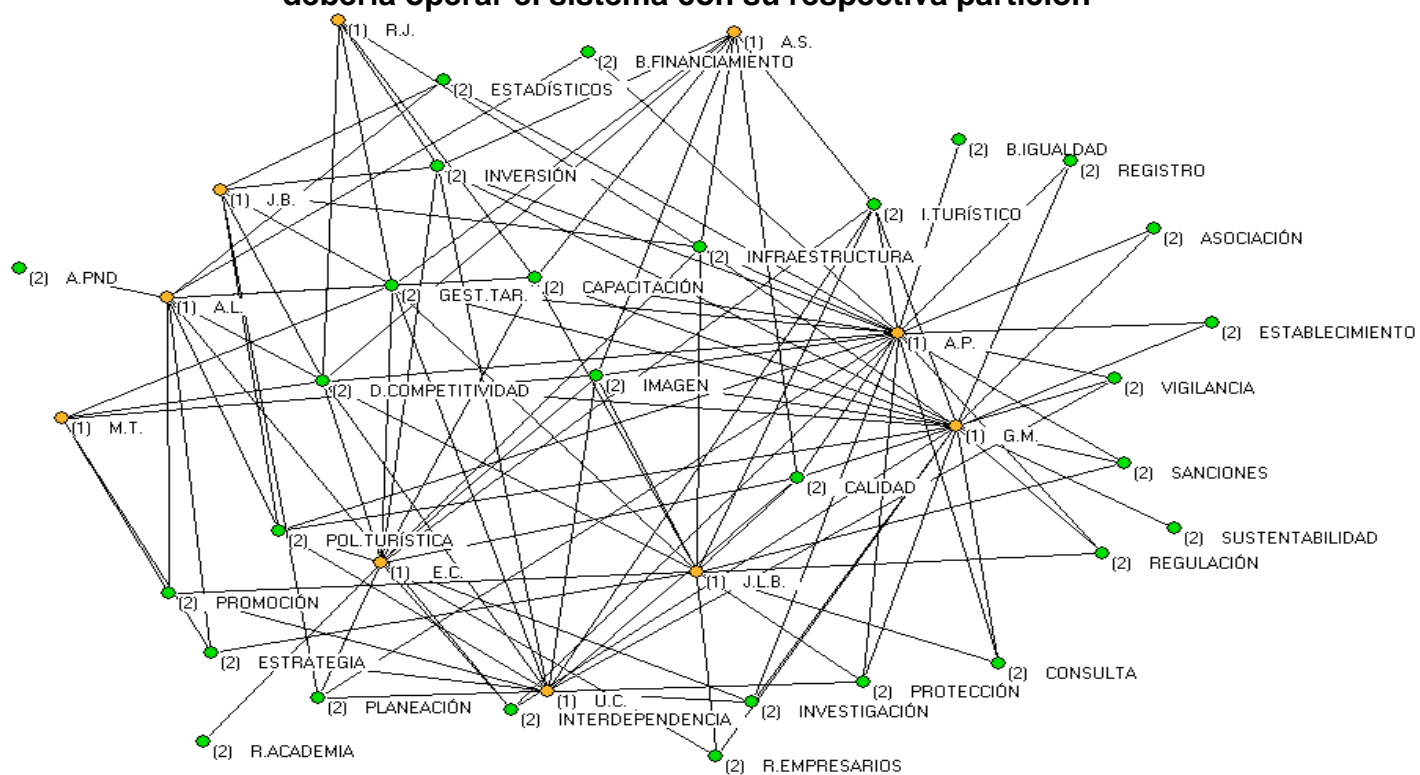 debería operar el sistema con su respectiva partición
(1) R.J.
(1) A.S.
(2) B.FINANCIAMIENTO
(2) ESTADÍSTICOS
(2) B.IGUALDAD
(2) REGISTRO
(2) INVERSIÓN
(1) J.B.
(2) I.TURÍSTICO
(2) ASOCIACIÓN
(2) INFRAESTRUCTURA
(2) A.PND
(2) CAPACITACIÓN
(2) GEST.TAR.
(1) A.L.
(2) ESTABLECIMIENTO
(1) A.P.
(2) D.COMPETITIVIDAD
(2) IMAGEN
(2) VIGILANCIA
(1) M.T.
(1) G.M.
(2) SANCIONES
(2) CALIDAD
(2) SUSTENTABILIDAD
(2) POL.TURÍSTICA
(2) REGULACIÓN
(1) E.C.
(1) J.L.B.
(2) PROMOCIÓN
(2) ESTRATEGIA
(2) CONSULTA
(2) PROTECCIÓN
(1) U.C.
(2) PLANEACIÓN
(2) INTERDEPENDENCIA
(2) INVESTIGACIÓN
(2) R.ACADEMIA
(2) R.EMPRESARIOS